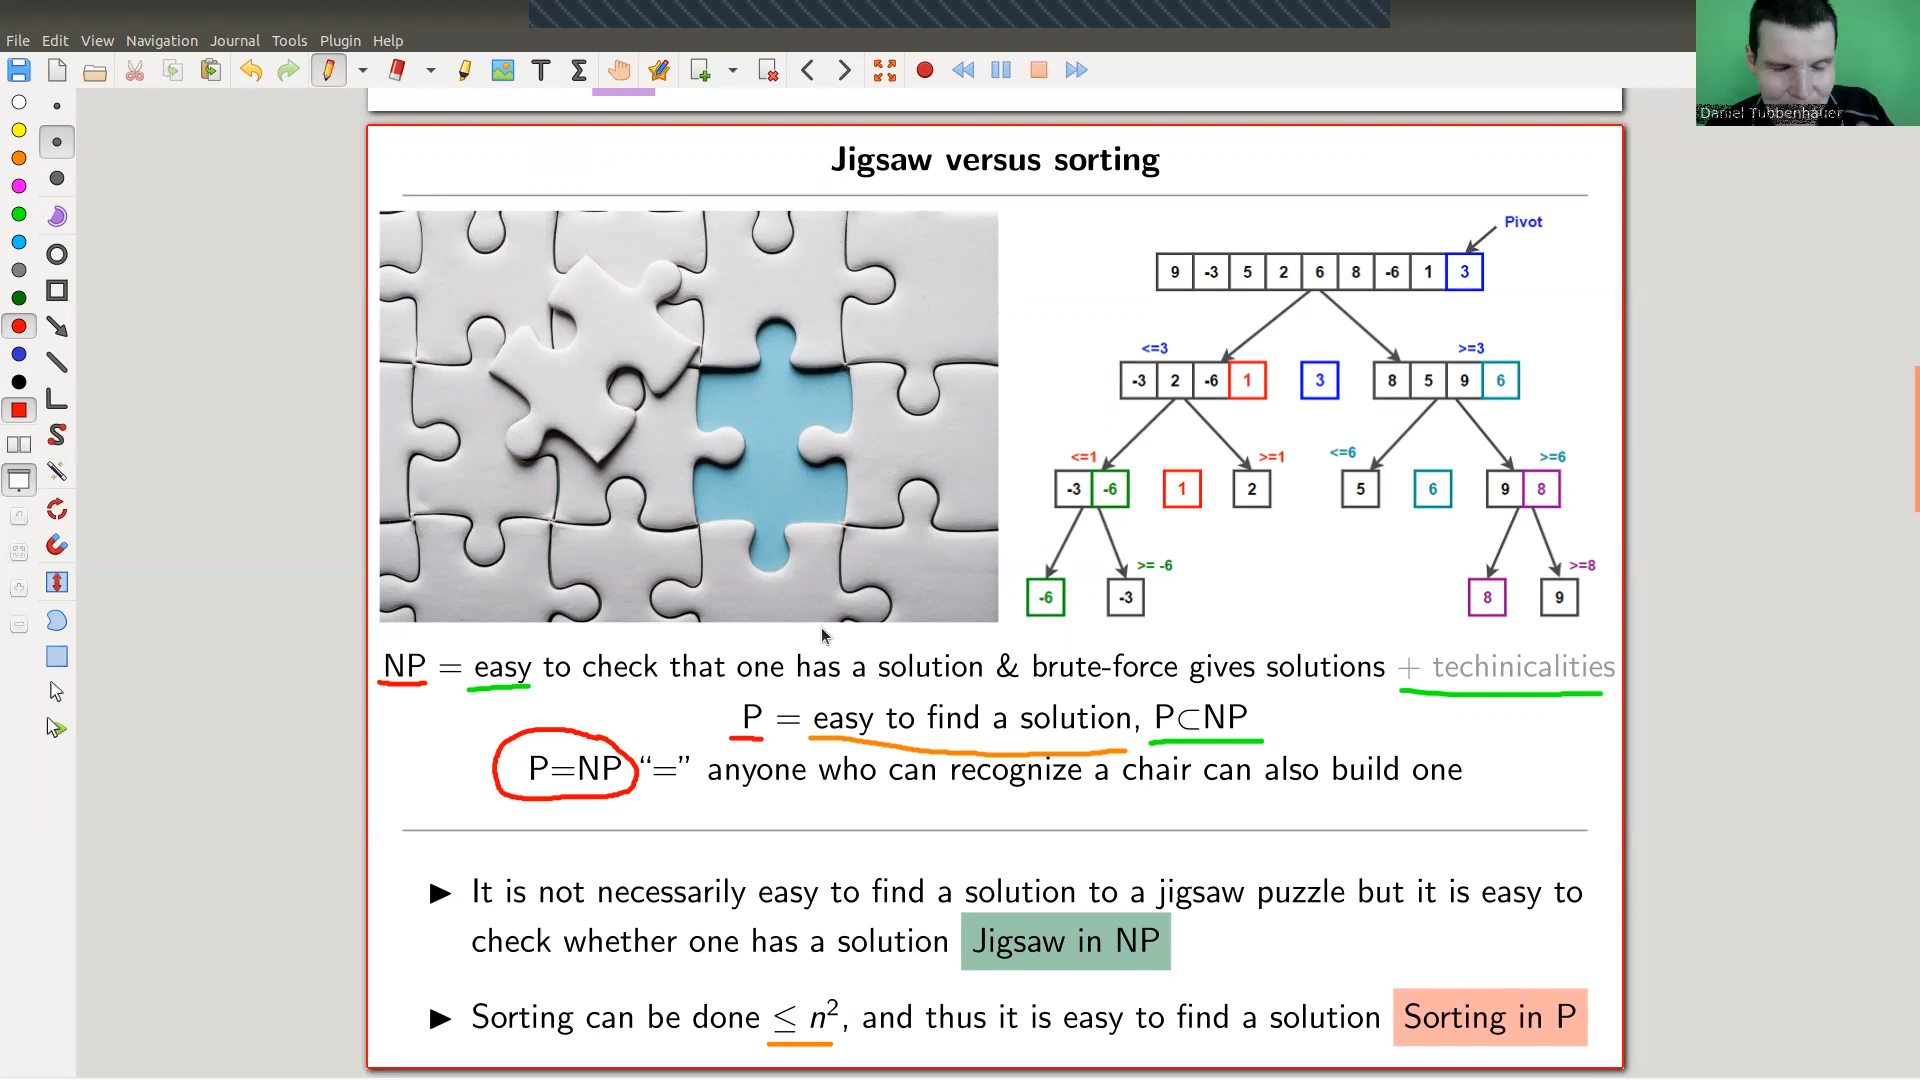 File Edit View Navigation Journal Tools Plugin Help
Daniel Tubbenhauer
Jigsaw versus sorting
Pivot
9 -3 5 2 6 8 -6 1 3
<=3 >=3
-3 2 -6 1 3 8 5 9 6
<=1 >=1 <=6 >=6
-3 -6 1 2 5 6 9 8
>= -6 >=8
-6 -3 8 9
NP = easy to check that one has a solution & brute-force gives solutions + techinicalities
P = easy to find a solution, P⊂NP
P=NP “=” anyone who can recognize a chair can also build one
► It is not necessarily easy to find a solution to a jigsaw puzzle but it is easy to
check whether one has a solution Jigsaw in NP
► Sorting can be done ≤ n², and thus it is easy to find a solution Sorting in P